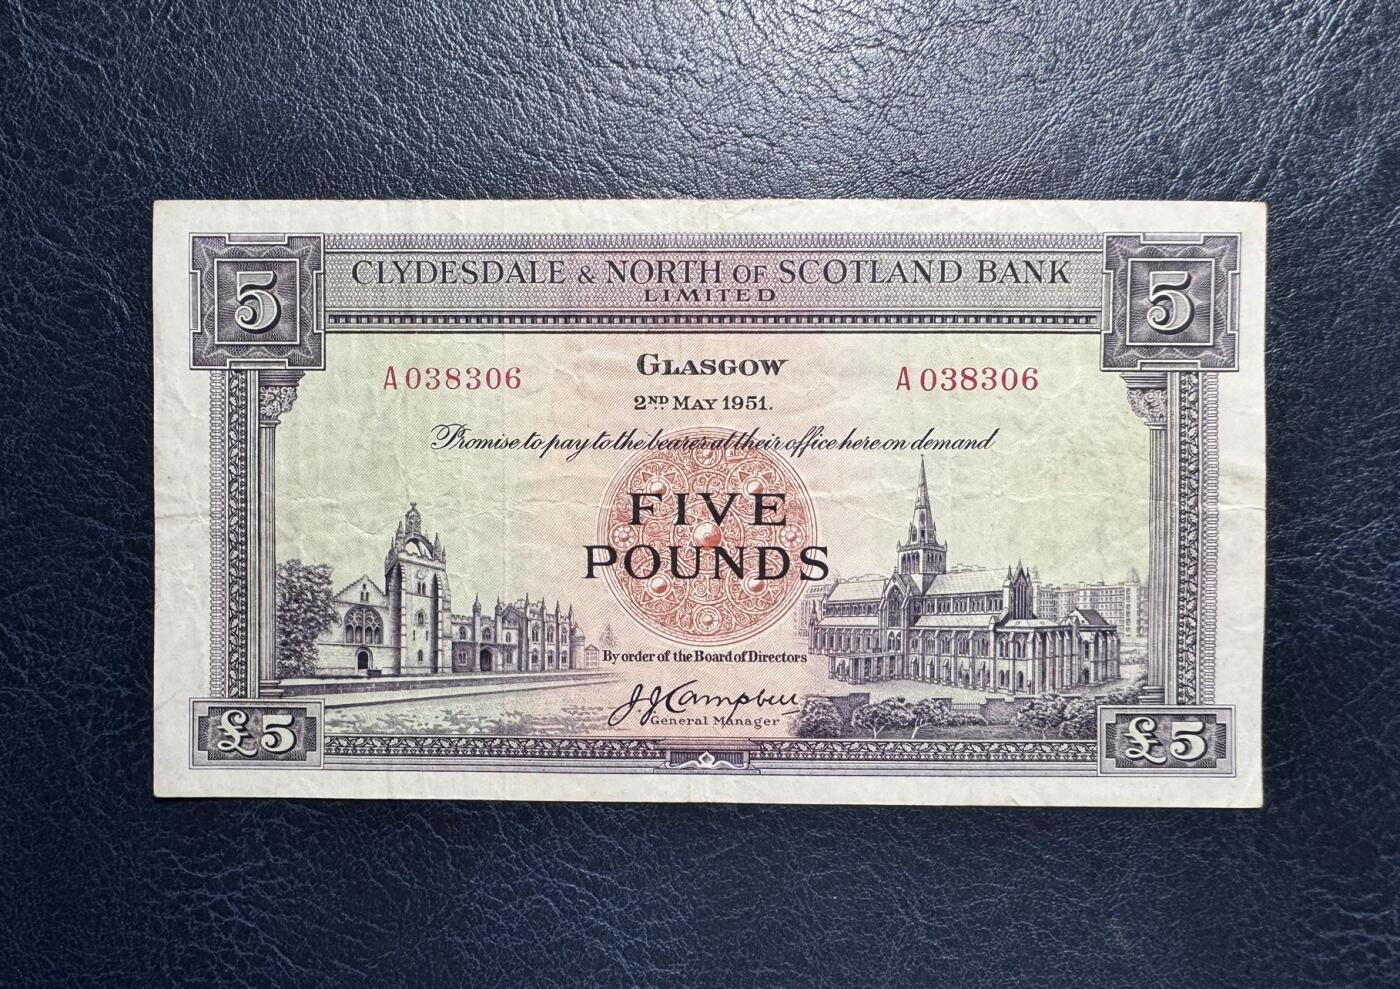 5 5
CLYDESDALE & NORTH OF SCOTLAND BANK
LIMITED
GLASGOW
A 038306 A 038306
2ND MAY 1951.
Promise to pay to the bearer at their office here on demand
FIVE
POUNDS
By order of the Board of Directors
J.J. Campbell
General Manager
£5 £5